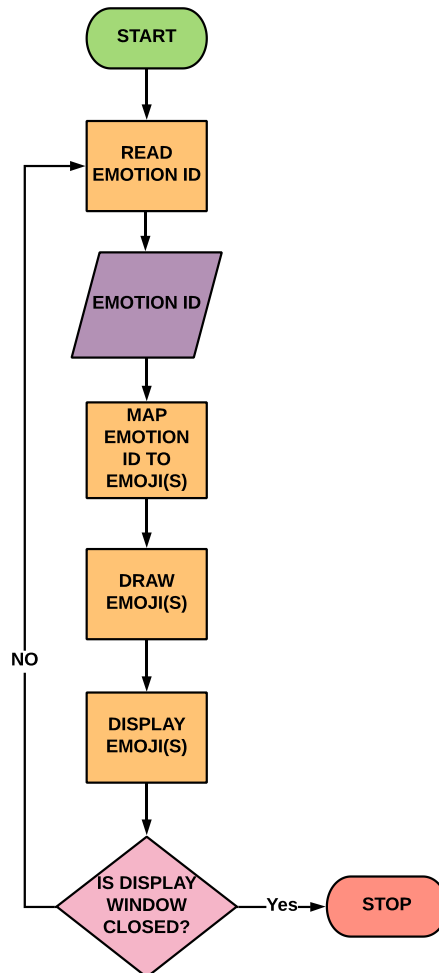 START
READ
EMOTION ID
EMOTION ID
MAP
EMOTION
ID TO
EMOJI(S)
DRAW
EMOJI(S)
NO
DISPLAY
EMOJI(S)
IS DISPLAY
WINDOW
CLOSED?
Yes
STOP